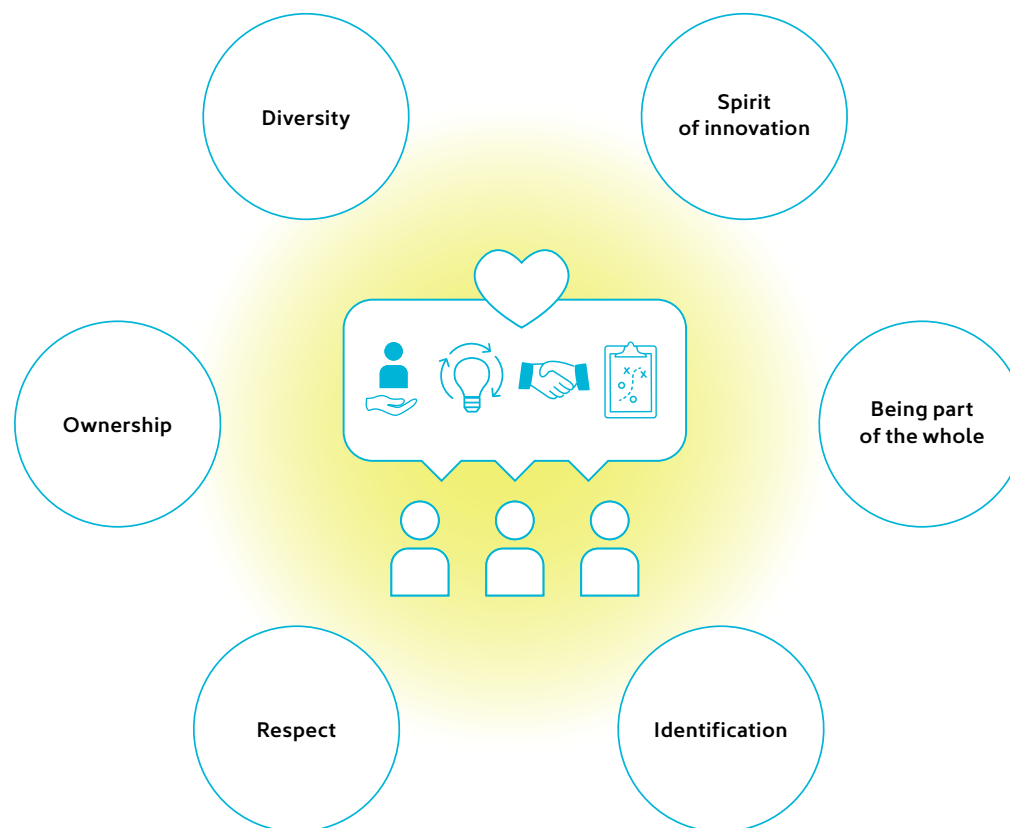 Diversity
Spirit
of innovation
Ownership
Being part
of the whole
Respect
Identification